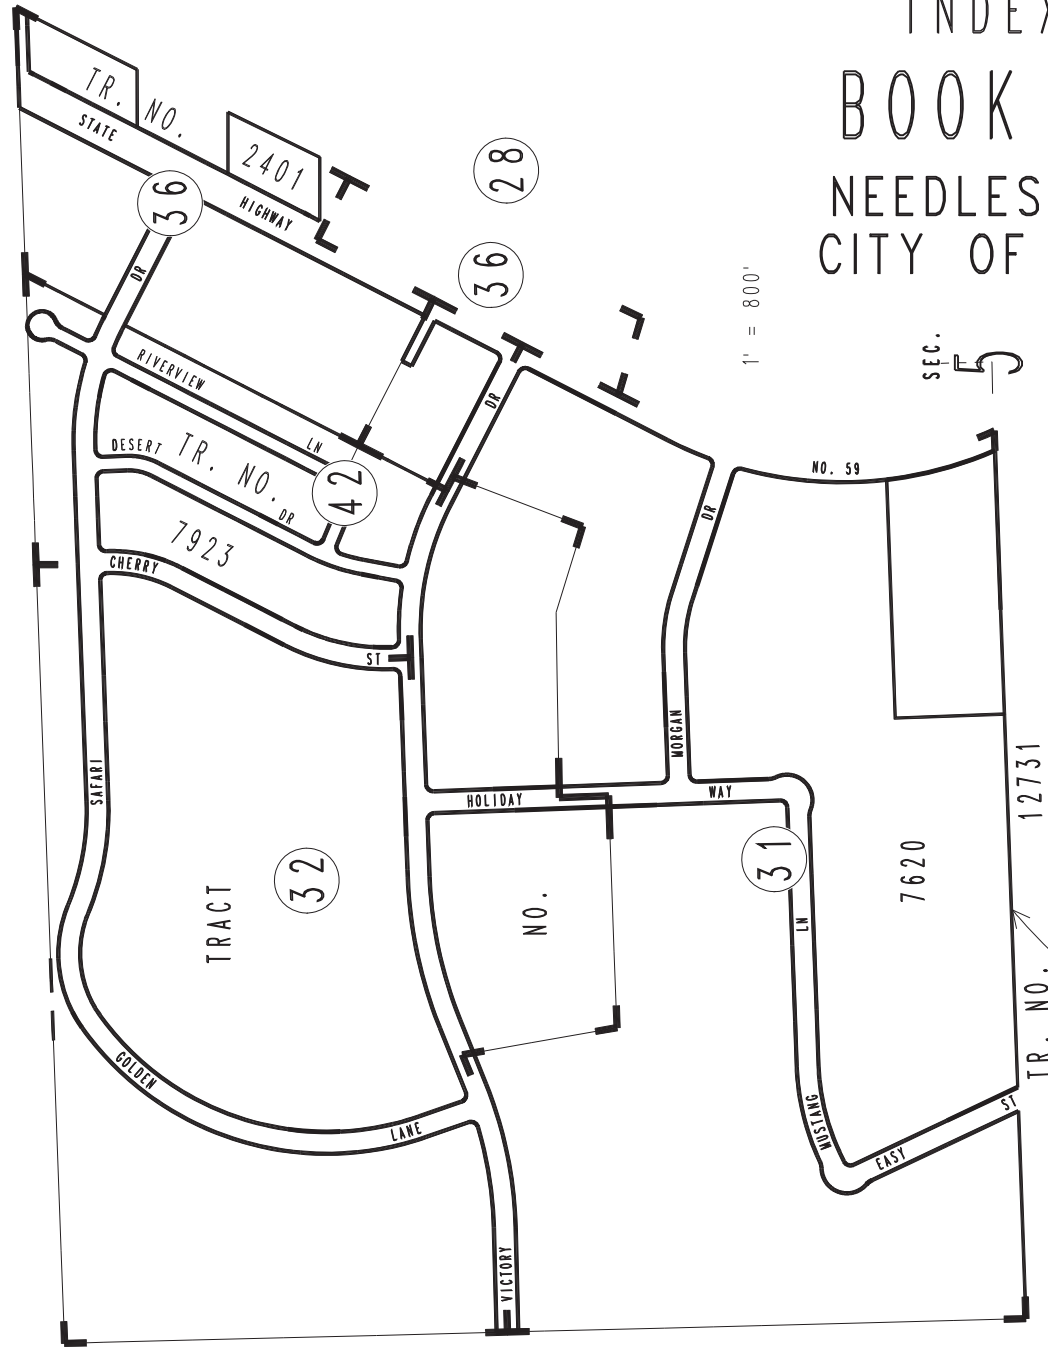 INDEX
BOOK
NEEDLES
CITY OF
1" = 800'
SEC.
5
TR. NO.
2401
STATE
HIGHWAY
36
28
36
DR
RIVERVIEW
LN
DESERT
DR
TR. NO.
7923
42
CHERRY
ST
DR
DR
NO. 59
SAFARI
MORGAN
HOLIDAY
WAY
TRACT
32
NO.
31
7620
LN
12731
TR. NO.
GOLDEN
LANE
MUSTANG
EASY
ST
VICTORY